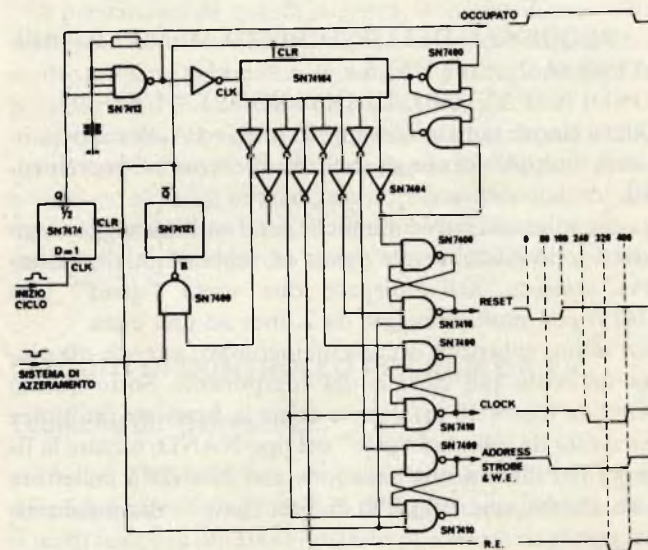 OCCUPATO
CLR
SN7400
SN7413
CLK
SN74164
Q
Q
½
SN7474
CLR
SN74121
SN7404
D=1
CLK
SN7400
0 80 160 240 320 400
INIZIO
CICLO
SN7400
RESET
SN7410
SN7400
SISTEMA DI
AZZERAMENTO
CLOCK
SN7410
SN7400
ADDRESS
STROBE
& W.E.
SN7410
R.E.